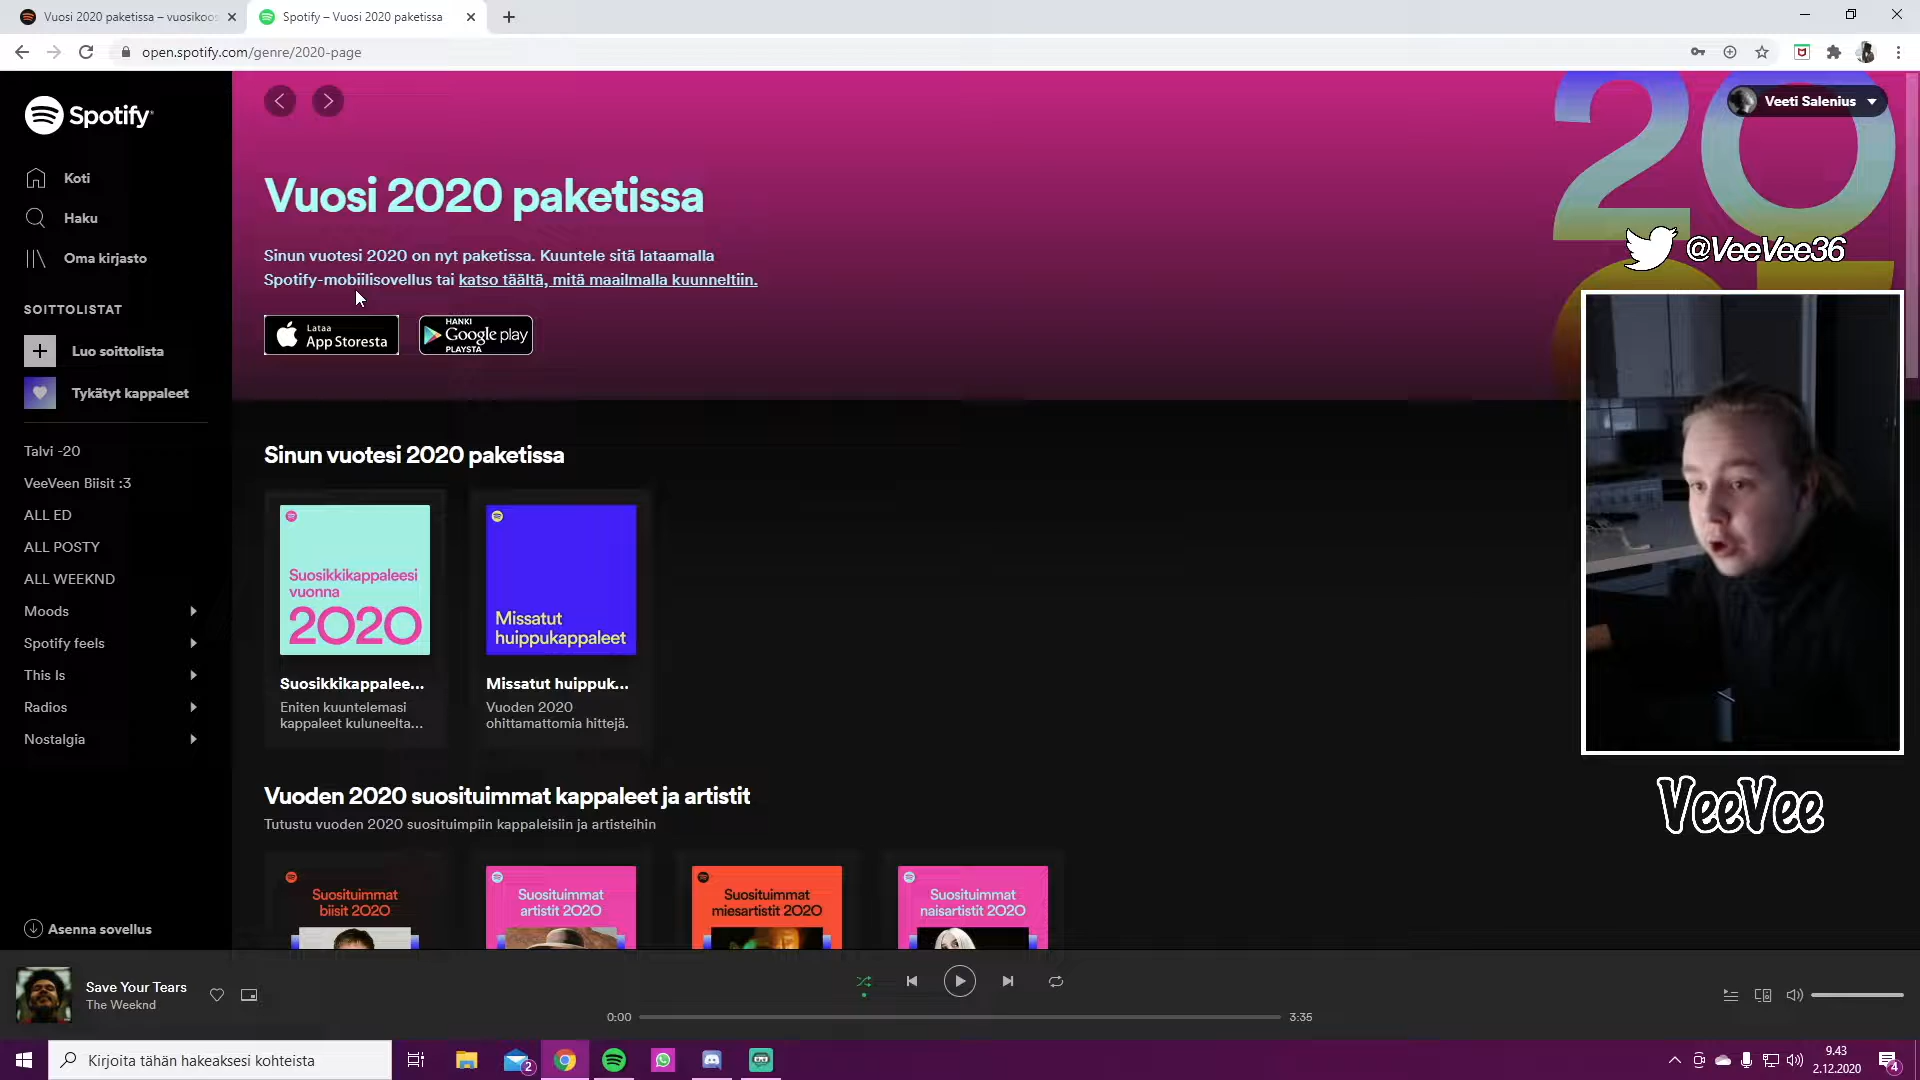 Vuosi 2020 paketissa – vuosikoos
Spotify – Vuosi 2020 paketissa
open.spotify.com/genre/2020-page
Spotify
Koti
Haku
Oma kirjasto
SOITTOLISTAT
Luo soittolista
Tykätyt kappaleet
Talvi -20
VeeVeen Biisit :3
ALL ED
ALL POSTY
ALL WEEKND
Moods
Spotify feels
This Is
Radios
Nostalgia
Asenna sovellus
20
Veeti Salenius
Vuosi 2020 paketissa
Sinun vuotesi 2020 on nyt paketissa. Kuuntele sitä lataamalla
Spotify-mobiilisovellus tai katso täältä, mitä maailmalla kuunneltiin.
Lataa
App Storesta
HANKI
Google play
PLAYSTÄ
@VeeVee36
Sinun vuotesi 2020 paketissa
Suosikkikappaleesi
vuonna
2020
Missatut
huippukappaleet
Suosikkikappalee...
Eniten kuuntelemasi
kappaleet kuluneelta...
Missatut huippuk...
Vuoden 2020
ohittamattomia hittejä.
VeeVee
Vuoden 2020 suosituimmat kappaleet ja artistit
Tutustu vuoden 2020 suosituimpiin kappaleisiin ja artisteihin
Suosituimmat
biisit 2020
Suosituimmat
artistit 2020
Suosituimmat
miesartistit 2020
Suosituimmat
naisartistit 2020
Save Your Tears
The Weeknd
0:00
3:35
Kirjoita tähän hakeaksesi kohteista
2
9.43
2.12.2020
4